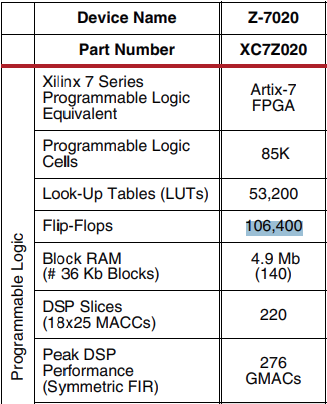 Device Name Z-7020
Part Number XC7Z020
Programmable Logic
Xilinx 7 Series
Programmable Logic
Equivalent
Artix-7
FPGA
Programmable Logic
Cells
85K
Look-Up Tables (LUTs) 53,200
Flip-Flops 106,400
Block RAM
(# 36 Kb Blocks)
4.9 Mb
(140)
DSP Slices
(18x25 MACCs)
220
Peak DSP
Performance
(Symmetric FIR)
276
GMACs